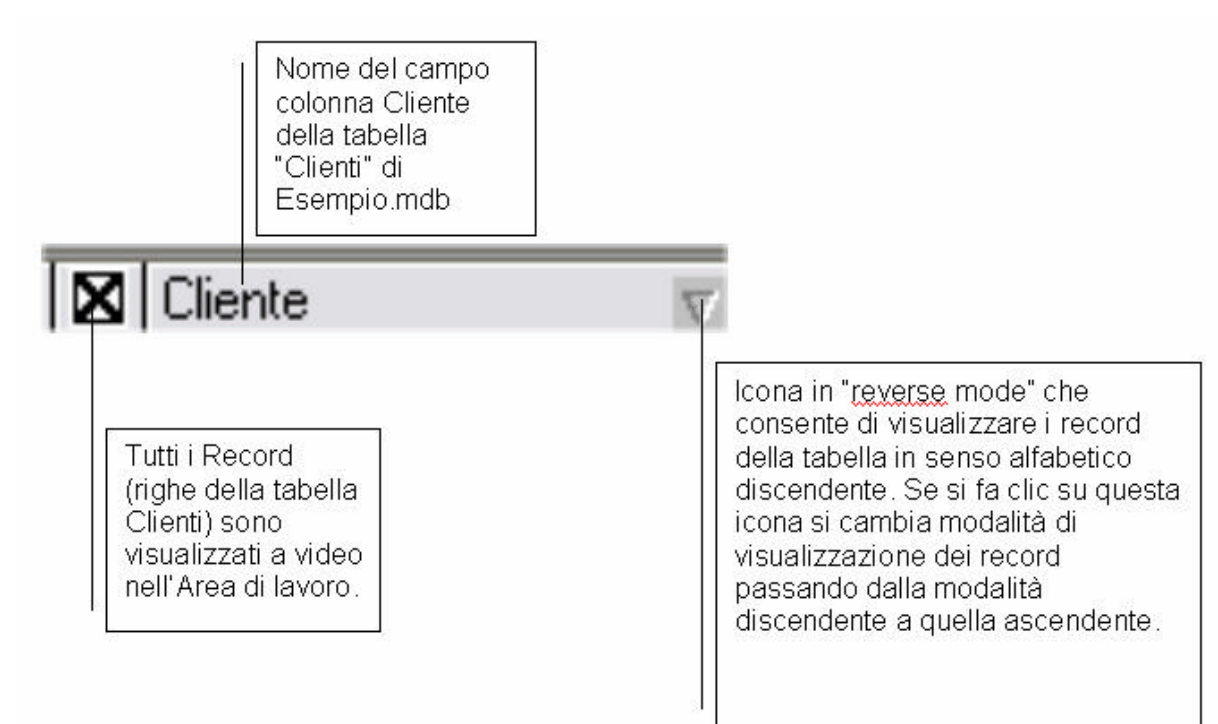 Nome del campo
colonna Cliente
della tabella
"Clienti" di
Esempio.mdb
Cliente
Tutti i Record
(righe della tabella
Clienti) sono
visualizzati a video
nell'Area di lavoro.
Icona in "reverse mode" che
consente di visualizzare i record
della tabella in senso alfabetico
discendente. Se si fa clic su questa
icona si cambia modalità di
visualizzazione dei record
passando dalla modalità
discendente a quella ascendente.